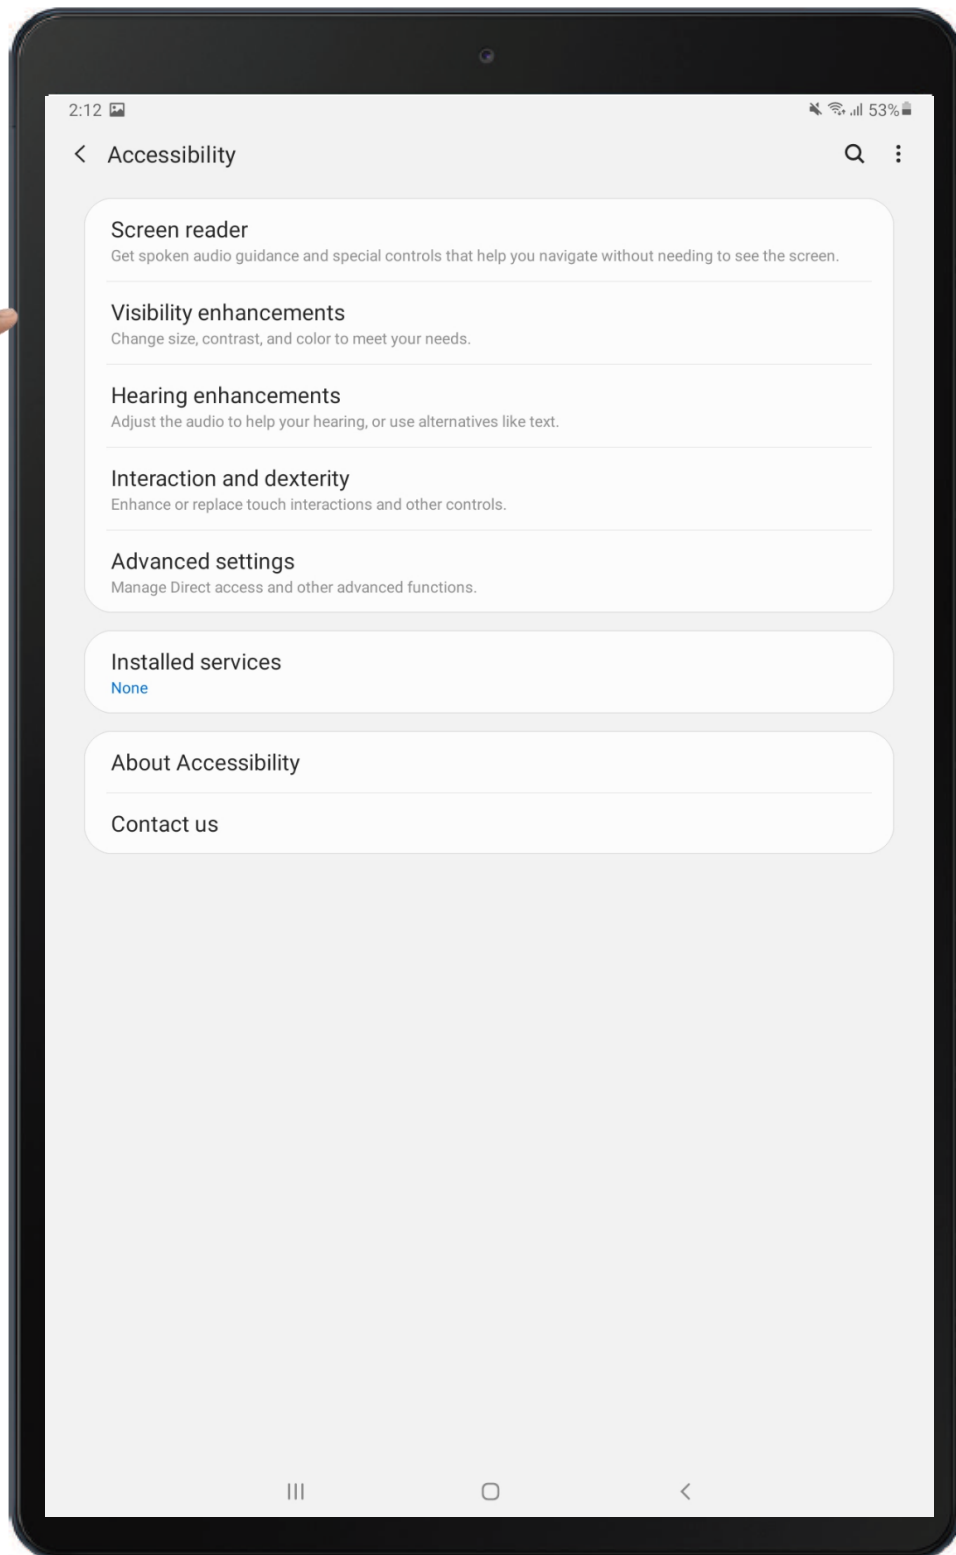 2:12
53%
Accessibility
Screen reader
Get spoken audio guidance and special controls that help you navigate without needing to see the screen.
Visibility enhancements
Change size, contrast, and color to meet your needs.
Hearing enhancements
Adjust the audio to help your hearing, or use alternatives like text.
Interaction and dexterity
Enhance or replace touch interactions and other controls.
Advanced settings
Manage Direct access and other advanced functions.
Installed services
None
About Accessibility
Contact us